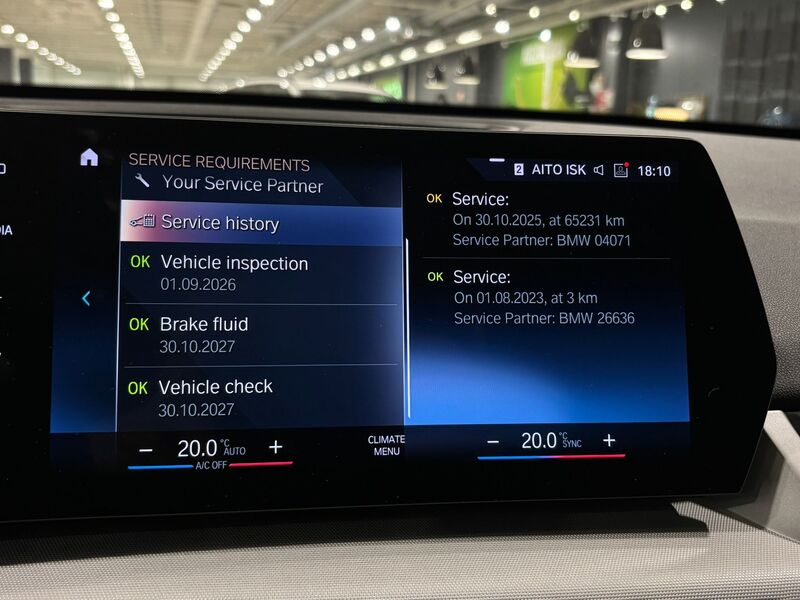 SERVICE REQUIREMENTS
Your Service Partner
Service history
OK Vehicle inspection
01.09.2026
OK Brake fluid
30.10.2027
OK Vehicle check
30.10.2027
2 AITO ISK 18:10
OK Service:
On 30.10.2025, at 65231 km
Service Partner: BMW 04071
OK Service:
On 01.08.2023, at 3 km
Service Partner: BMW 26636
− 20.0 °C AUTO +
A/C OFF
CLIMATE
MENU
− 20.0 °C SYNC +